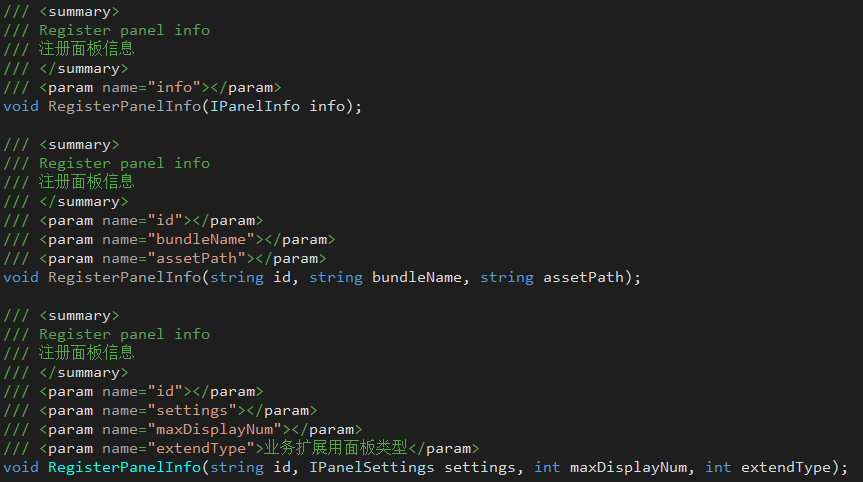 /// <summary>
/// Register panel info
/// 注册面板信息
/// </summary>
/// <param name="info"></param>
void RegisterPanelInfo(IPanelInfo info);

/// <summary>
/// Register panel info
/// 注册面板信息
/// </summary>
/// <param name="id"></param>
/// <param name="bundleName"></param>
/// <param name="assetPath"></param>
void RegisterPanelInfo(string id, string bundleName, string assetPath);

/// <summary>
/// Register panel info
/// 注册面板信息
/// </summary>
/// <param name="id"></param>
/// <param name="settings"></param>
/// <param name="maxDisplayNum"></param>
/// <param name="extendType">业务扩展用面板类型</param>
void RegisterPanelInfo(string id, IPanelSettings settings, int maxDisplayNum, int extendType);